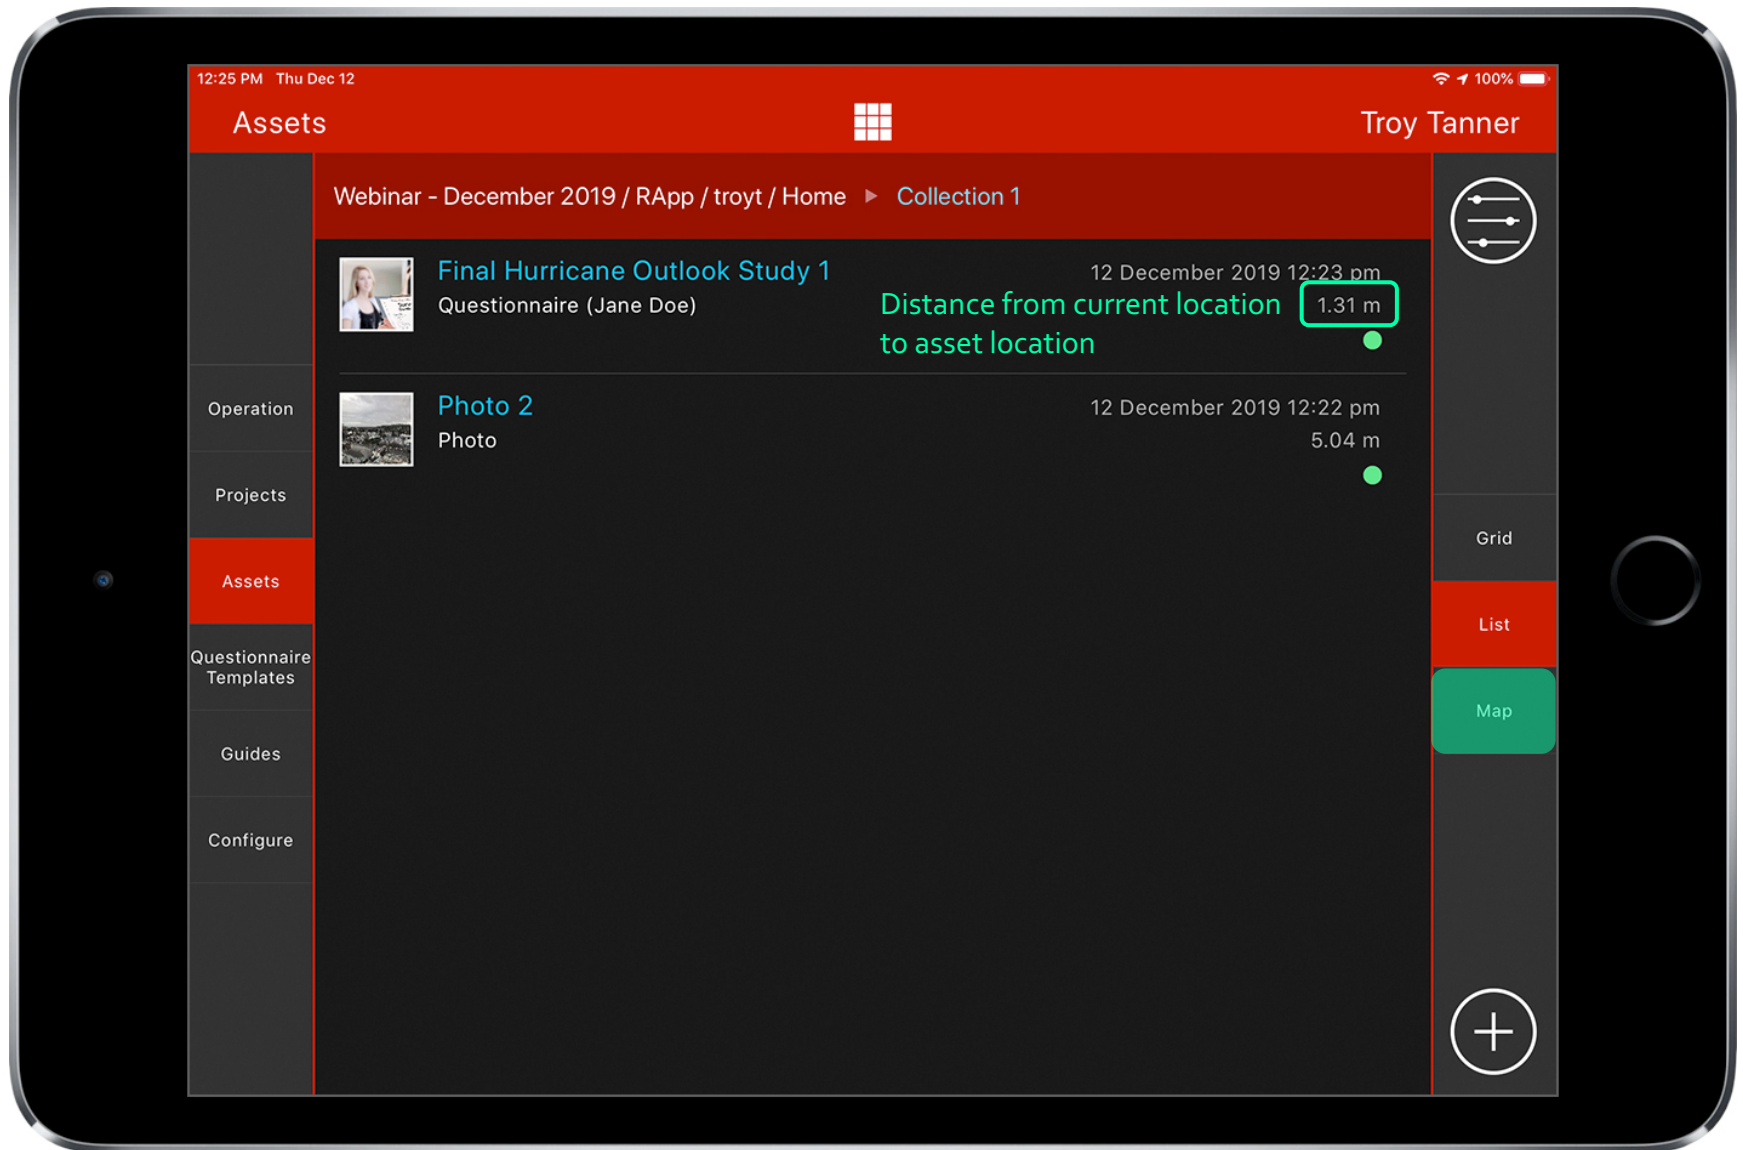 12:25 PM Thu Dec 12
100%
Assets
Troy Tanner
Webinar - December 2019 / RApp / troyt / Home
Collection 1
Final Hurricane Outlook Study 1
12 December 2019 12:23 pm
Questionnaire (Jane Doe)
Distance from current location
to asset location
1.31 m
Photo 2
12 December 2019 12:22 pm
Photo
5.04 m
Operation
Projects
Assets
Questionnaire
Templates
Guides
Configure
Grid
List
Map